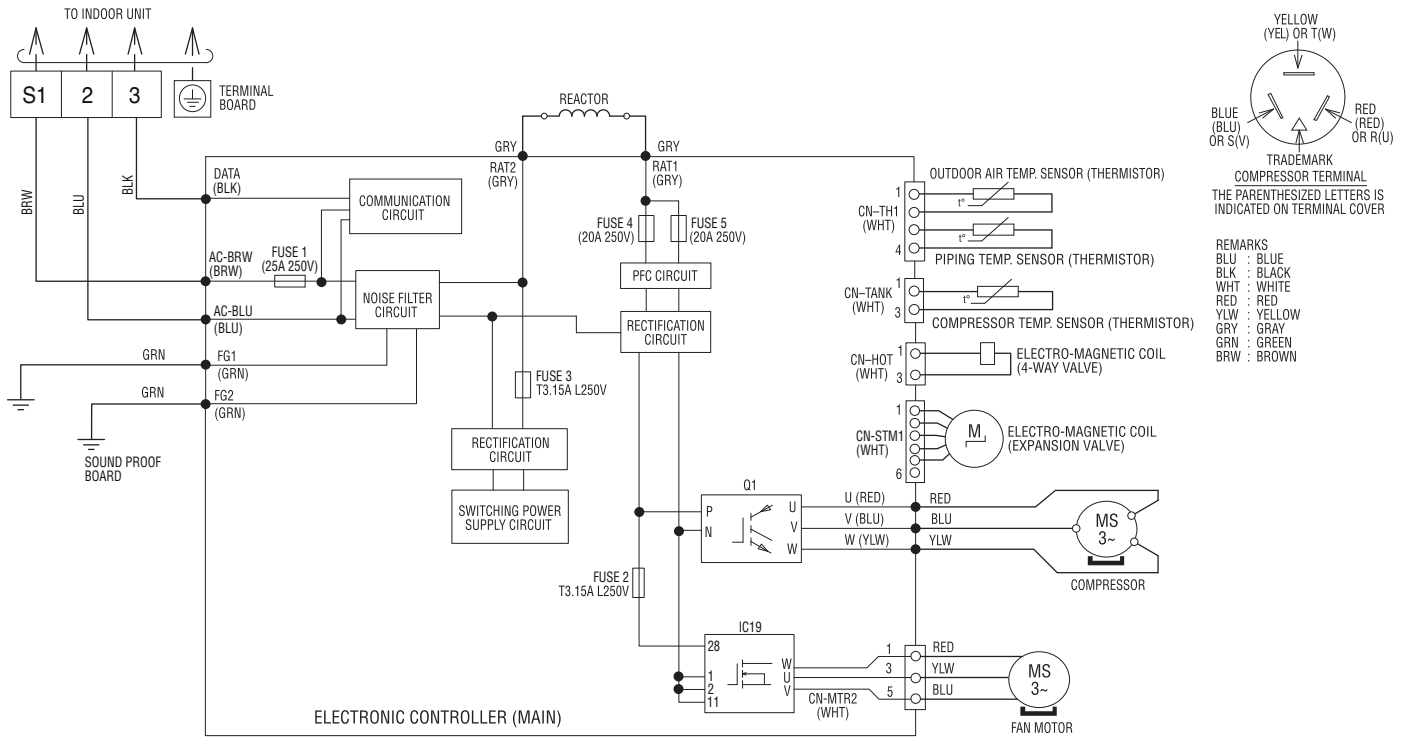 TO INDOOR UNIT
S1 2 3
TERMINAL
BOARD
BRW
BLU
BLK
REACTOR
GRY
GRY
RAT2
(GRY)
RAT1
(GRY)
DATA
(BLK)
COMMUNICATION
CIRCUIT
AC-BRW
(BRW)
FUSE 1
(25A 250V)
AC-BLU
(BLU)
NOISE FILTER
CIRCUIT
GRN
FG1
(GRN)
GRN
FG2
(GRN)
SOUND PROOF
BOARD
FUSE 4
(20A 250V)
FUSE 5
(20A 250V)
PFC CIRCUIT
RECTIFICATION
CIRCUIT
FUSE 3
T3.15A L250V
RECTIFICATION
CIRCUIT
SWITCHING POWER
SUPPLY CIRCUIT
FUSE 2
T3.15A L250V
Q1
P
N
U
V
W
U (RED)
V (BLU)
W (YLW)
RED
BLU
YLW
MS
3~
COMPRESSOR
IC19
28
1
2
11
W
U
V
CN-MTR2
(WHT)
1
3
5
RED
YLW
BLU
MS
3~
FAN MOTOR
ELECTRONIC CONTROLLER (MAIN)
OUTDOOR AIR TEMP. SENSOR (THERMISTOR)
1
CN–TH1
(WHT)
4
t°
t°
PIPING TEMP. SENSOR (THERMISTOR)
1
CN–TANK
(WHT)
3
t°
COMPRESSOR TEMP. SENSOR (THERMISTOR)
1
CN–HOT
(WHT)
3
ELECTRO-MAGNETIC COIL
(4-WAY VALVE)
1
CN-STM1
(WHT)
6
M
ELECTRO-MAGNETIC COIL
(EXPANSION VALVE)
YELLOW
(YEL) OR T(W)
BLUE
(BLU)
OR S(V)
RED
(RED)
OR R(U)
TRADEMARK
COMPRESSOR TERMINAL
THE PARENTHESIZED LETTERS IS
INDICATED ON TERMINAL COVER
REMARKS
BLU : BLUE
BLK : BLACK
WHT : WHITE
RED : RED
YLW : YELLOW
GRY : GRAY
GRN : GREEN
BRW : BROWN